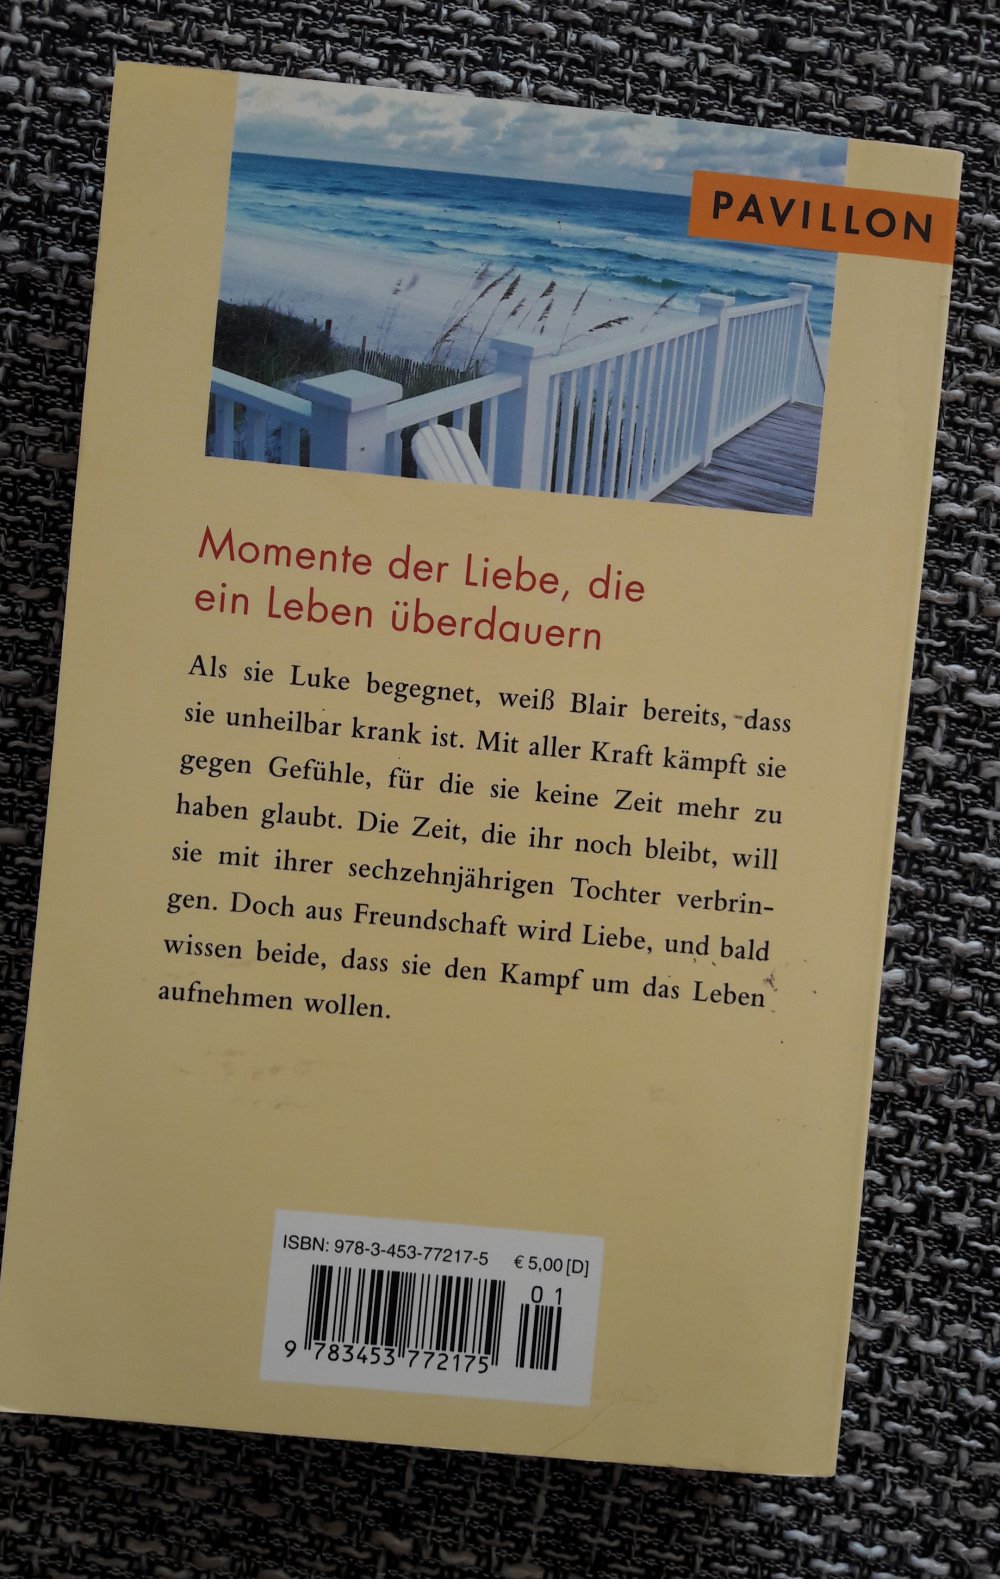 PAVILLON
Momente der Liebe, die
ein Leben überdauern
Als sie Luke begegnet, weiß Blair bereits, dass
sie unheilbar krank ist. Mit aller Kraft kämpft sie
gegen Gefühle, für die sie keine Zeit mehr zu
haben glaubt. Die Zeit, die ihr noch bleibt, will
sie mit ihrer sechzehnjährigen Tochter verbrin-
gen. Doch aus Freundschaft wird Liebe, und bald
wissen beide, dass sie den Kampf um das Leben
aufnehmen wollen.
ISBN: 978-3-453-77217-5 € 5,00 [D]
01
9 783453 772175